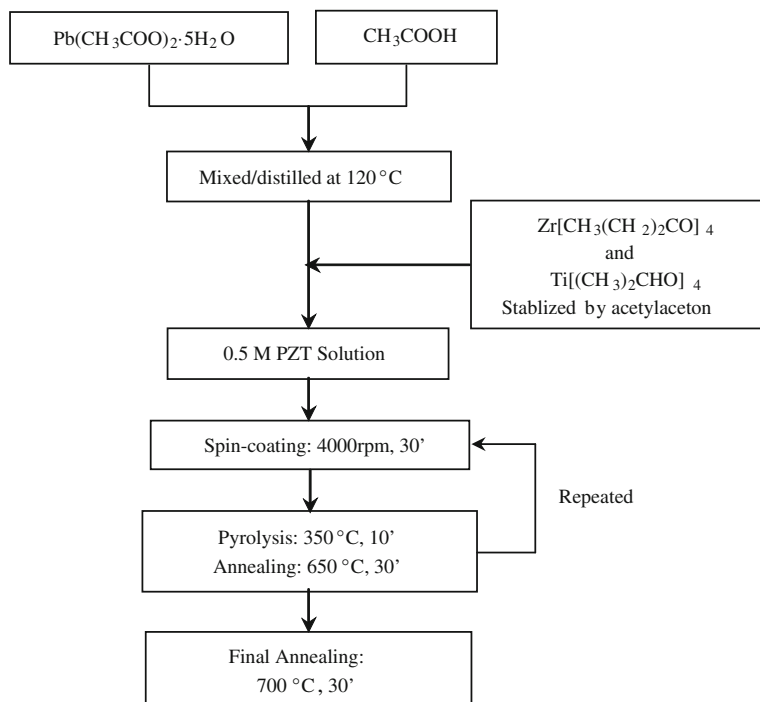 Pb(CH3COO)2·5H2O
CH3COOH
Mixed/distilled at 120°C
Zr[CH3(CH2)2CO]4
and
Ti[(CH3)2CHO]4
Stablized by acetylaceton
0.5 M PZT Solution
Spin-coating: 4000rpm, 30’
Repeated
Pyrolysis: 350°C, 10’
Annealing: 650°C, 30’
Final Annealing:
700 °C, 30’